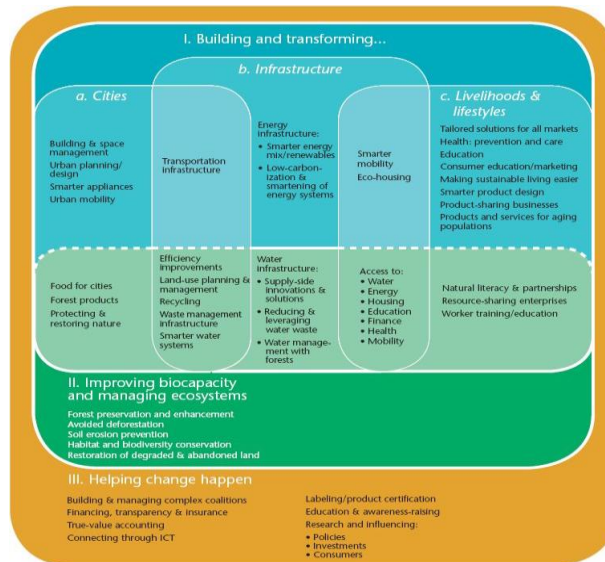 I. Building and transforming...
b. Infrastructure
a. Cities
c. Livelihoods &
lifestyles
Building & space
management
Urban planning/
design
Smarter appliances
Urban mobility
Transportation
infrastructure
Energy
infrastructure:
• Smarter energy
mix/renewables
• Low-carbon-
ization &
smartening of
energy systems
Smarter
mobility
Eco-housing
Tailored solutions for all markets
Health: prevention and care
Education
Consumer education/marketing
Making sustainable living easier
Smarter product design
Product-sharing businesses
Products and services for aging
populations
Food for cities
Forest products
Protecting &
restoring nature
Efficiency
improvements
Land-use planning &
management
Recycling
Waste management
infrastructure
Smarter water
systems
Water
infrastructure:
• Supply-side
innovations &
solutions
• Reducing &
leveraging
water waste
• Water manage-
ment with
forests
Access to:
• Water
• Energy
• Housing
• Education
• Finance
• Health
• Mobility
Natural literacy & partnerships
Resource-sharing enterprises
Worker training/education
II. Improving biocapacity
and managing ecosystems
Forest preservation and enhancement
Avoided deforestation
Soil erosion prevention
Habitat and biodiversity conservation
Restoration of degraded & abandoned land
III. Helping change happen
Building & managing complex coalitions
Financing, transparency & insurance
True-value accounting
Connecting through ICT
Labeling/product certification
Education & awareness-raising
Research and influencing:
• Policies
• Investments
• Consumers